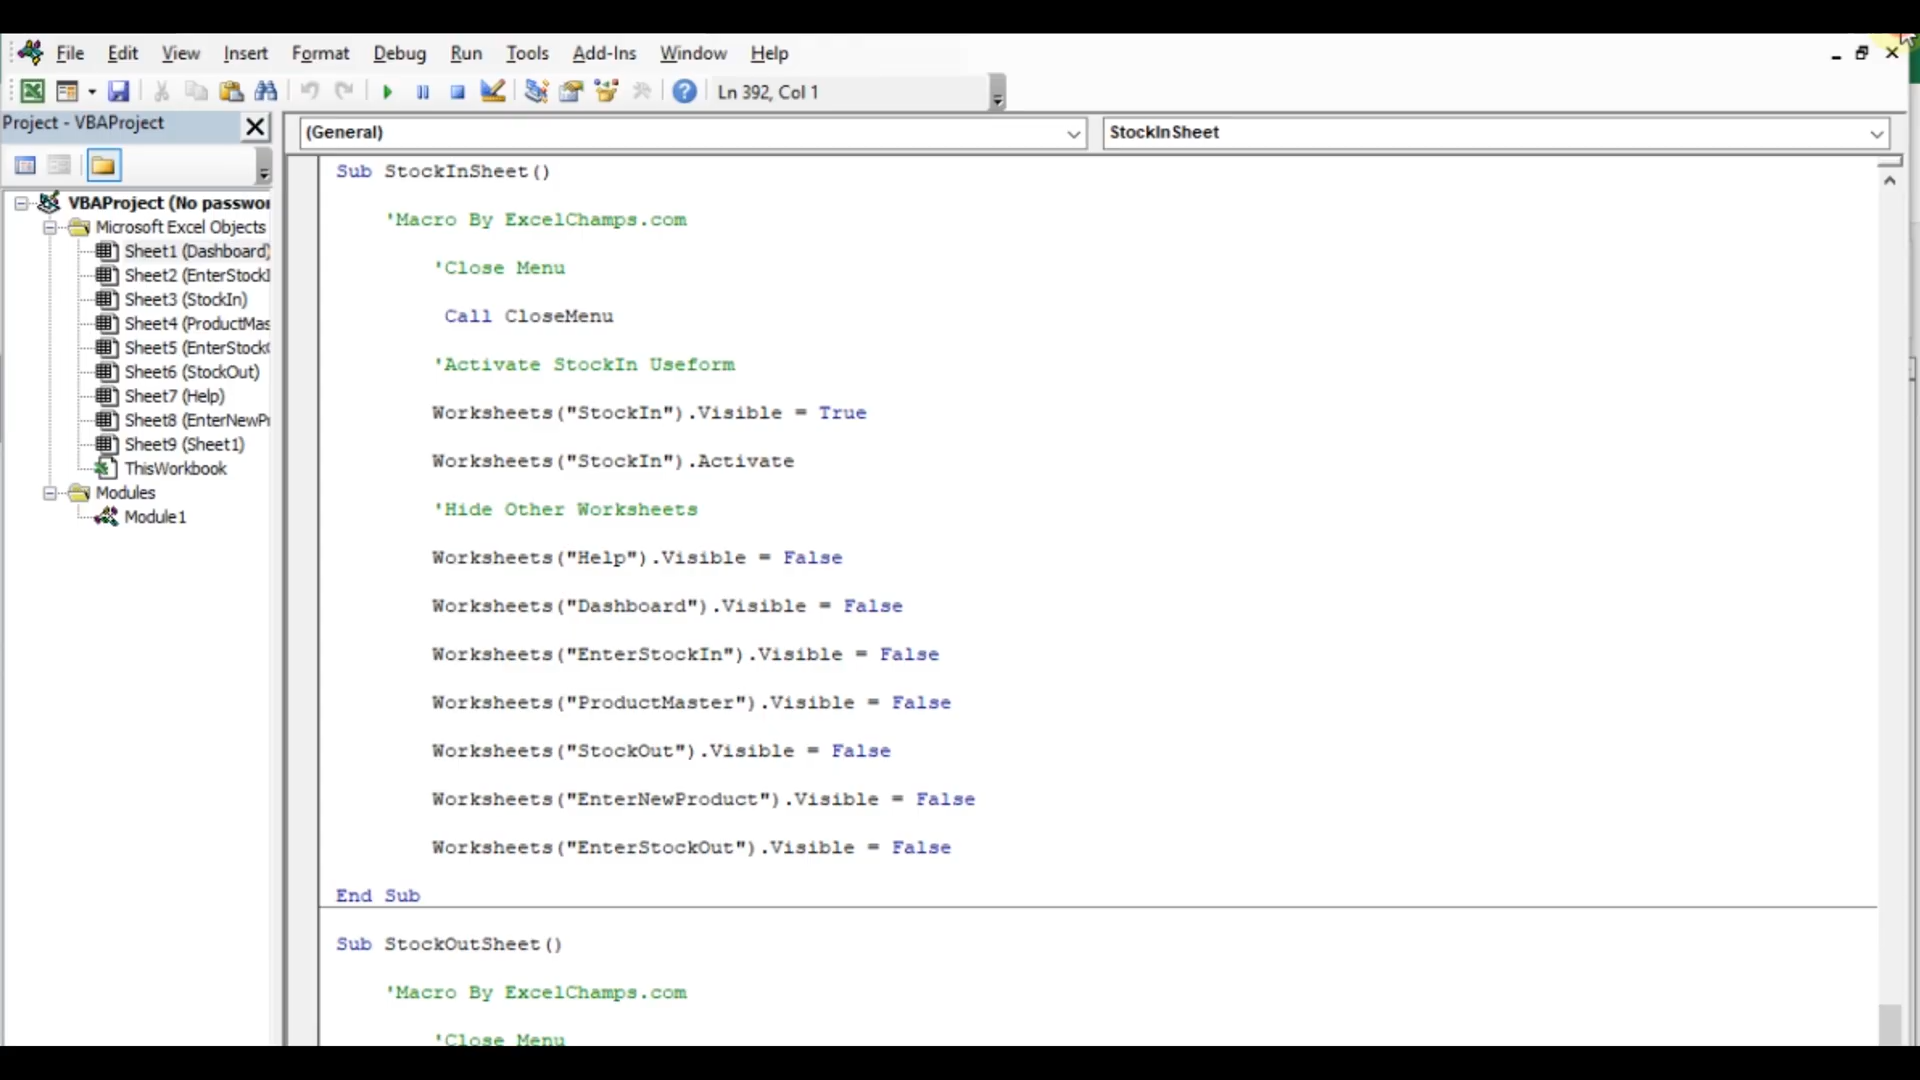 File Edit View Insert Format Debug Run Tools Add-Ins Window Help
Ln 392, Col 1
Project - VBAProject
(General)
StockInSheet
VBAProject (No passwor
Microsoft Excel Objects
Sheet1 (Dashboard)
Sheet2 (EnterStockI
Sheet3 (StockIn)
Sheet4 (ProductMas
Sheet5 (EnterStockO
Sheet6 (StockOut)
Sheet7 (Help)
Sheet8 (EnterNewPr
Sheet9 (Sheet1)
ThisWorkbook
Modules
Module1
Sub StockInSheet()
'Macro By ExcelChamps.com
'Close Menu
Call CloseMenu
'Activate StockIn Useform
Worksheets("StockIn").Visible = True
Worksheets("StockIn").Activate
'Hide Other Worksheets
Worksheets("Help").Visible = False
Worksheets("Dashboard").Visible = False
Worksheets("EnterStockIn").Visible = False
Worksheets("ProductMaster").Visible = False
Worksheets("StockOut").Visible = False
Worksheets("EnterNewProduct").Visible = False
Worksheets("EnterStockOut").Visible = False
End Sub
Sub StockOutSheet()
'Macro By ExcelChamps.com
'Close Menu